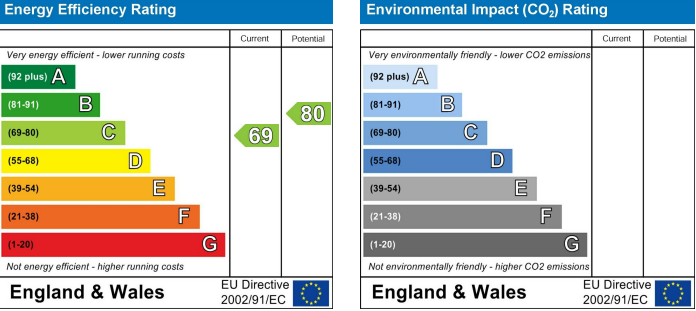 Energy Efficiency Rating
Current Potential
Very energy efficient - lower running costs
(92 plus) A
(81-91) B
(69-80) C
(55-68) D
(39-54) E
(21-38) F
(1-20) G
69
80
Not energy efficient - higher running costs
England & Wales
EU Directive
2002/91/EC
Environmental Impact (CO₂) Rating
Current Potential
Very environmentally friendly - lower CO2 emissions
(92 plus) A
(81-91) B
(69-80) C
(55-68) D
(39-54) E
(21-38) F
(1-20) G
Not environmentally friendly - higher CO2 emissions
England & Wales
EU Directive
2002/91/EC